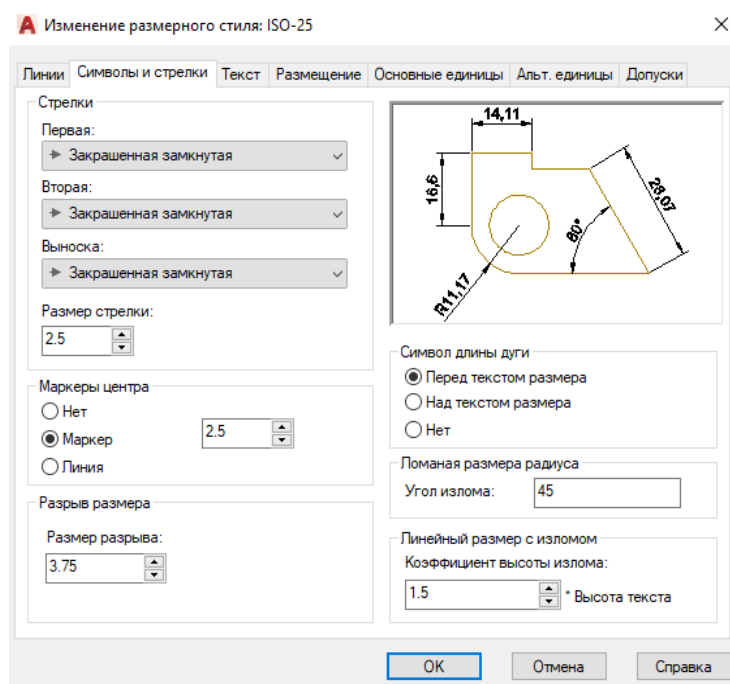 Изменение размерного стиля: ISO-25
Линии Символы и стрелки Текст Размещение Основные единицы Альт. единицы Допуски
Стрелки
Первая:
Закрашенная замкнутая
Вторая:
Закрашенная замкнутая
Выноска:
Закрашенная замкнутая
Размер стрелки:
2.5
Маркеры центра
Нет
Маркер
2.5
Линия
Разрыв размера
Размер разрыва:
3.75
14,11
16,6
28,07
60°
R11,17
Символ длины дуги
Перед текстом размера
Над текстом размера
Нет
Ломаная размера радиуса
Угол излома: 45
Линейный размер с изломом
Коэффициент высоты излома:
1.5 * Высота текста
OK Отмена Справка